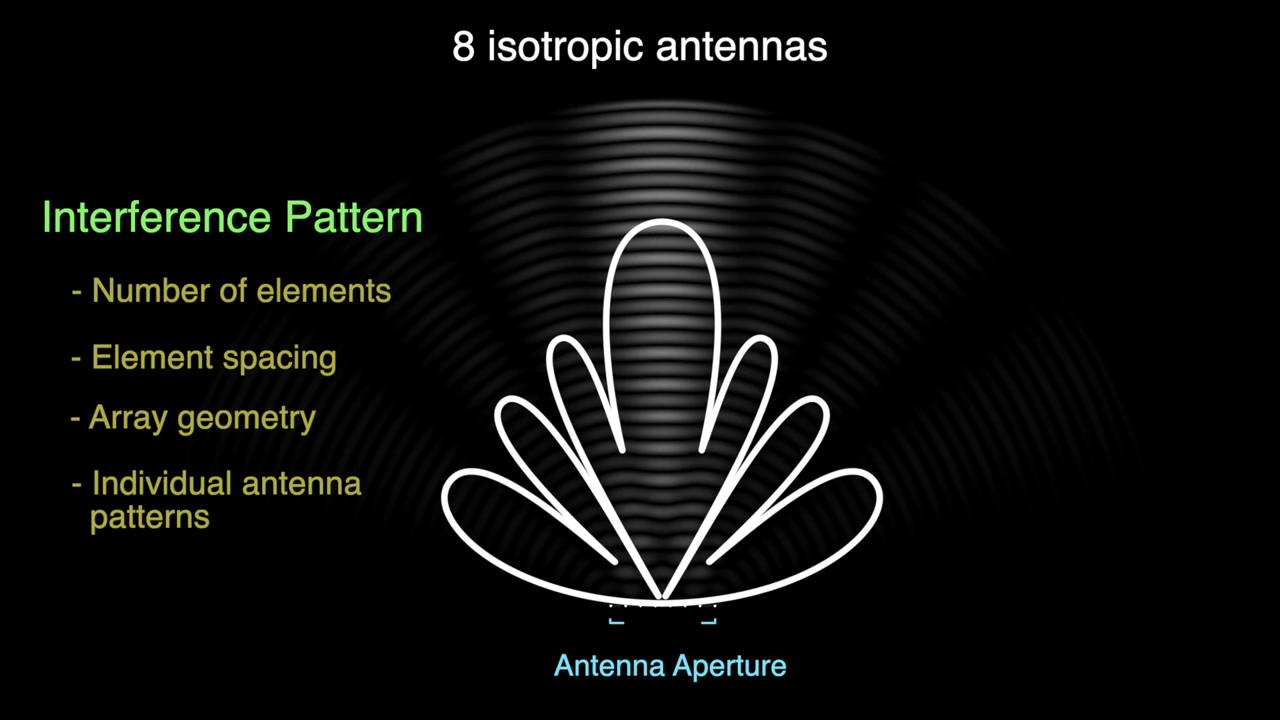 8 isotropic antennas
Interference Pattern
- Number of elements
- Element spacing
- Array geometry
- Individual antenna
patterns
Antenna Aperture